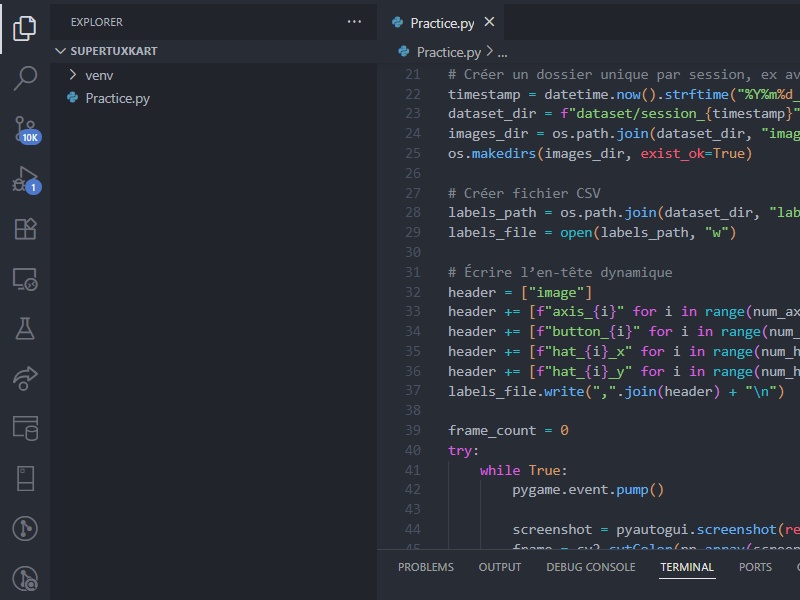 EXPLORER
SUPERTUXKART
venv
Practice.py
10K
1
Practice.py
Practice.py > ...
21 # Créer un dossier unique par session, ex av
22 timestamp = datetime.now().strftime("%Y%m%d_
23 dataset_dir = f"dataset/session_{timestamp}"
24 images_dir = os.path.join(dataset_dir, "imag
25 os.makedirs(images_dir, exist_ok=True)
26
27 # Créer fichier CSV
28 labels_path = os.path.join(dataset_dir, "lab
29 labels_file = open(labels_path, "w")
30
31 # Écrire l’en-tête dynamique
32 header = ["image"]
33 header += [f"axis_{i}" for i in range(num_ax
34 header += [f"button_{i}" for i in range(num_
35 header += [f"hat_{i}_x" for i in range(num_h
36 header += [f"hat_{i}_y" for i in range(num_h
37 labels_file.write(",".join(header) + "\n")
38
39 frame_count = 0
40 try:
41 while True:
42 pygame.event.pump()
43
44 screenshot = pyautogui.screenshot(re
45 frame = cv2.cvtColor(np.array(screen
PROBLEMS OUTPUT DEBUG CONSOLE TERMINAL PORTS